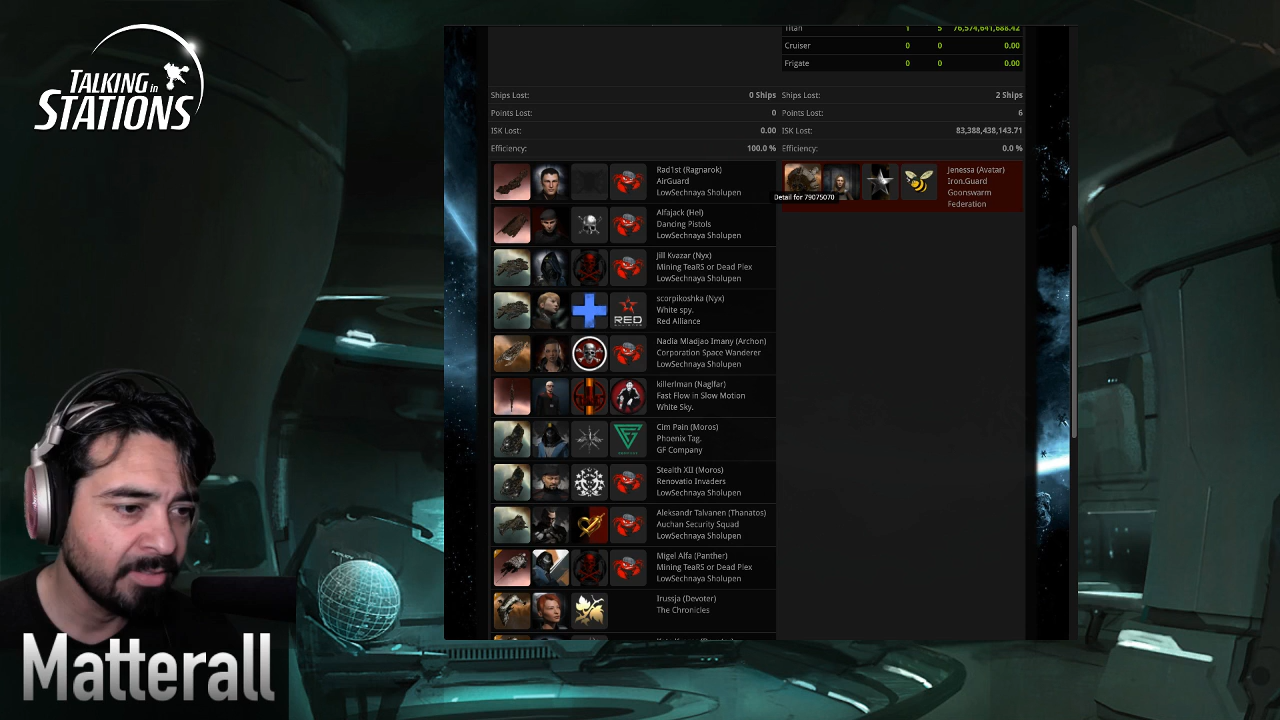 TALKING in
STATIONS
Titan 1 5 76,574,641,688.42
Cruiser 0 0 0.00
Frigate 0 0 0.00
Ships Lost: 0 Ships Ships Lost: 2 Ships
Points Lost: 0 Points Lost: 6
ISK Lost: 0.00 ISK Lost: 83,388,438,143.71
Efficiency: 100.0 % Efficiency: 0.0 %
Rad1st (Ragnarok)
AirGuard
LowSechnaya Sholupen
Jenessa (Avatar)
Iron.Guard
Goonswarm
Federation
Detail for 79075070
Alfajack (Hel)
Dancing Pistols
LowSechnaya Sholupen
Jill Kvazar (Nyx)
Mining TeaRS or Dead Plex
LowSechnaya Sholupen
scorpikoshka (Nyx)
White spy.
Red Alliance
RED
Nadia Mladjao Imany (Archon)
Corporation Space Wanderer
LowSechnaya Sholupen
killerlman (Naglfar)
Fast Flow in Slow Motion
White Sky.
Cim Pain (Moros)
Phoenix Tag.
GF Company
Stealth XII (Moros)
Renovatio Invaders
LowSechnaya Sholupen
Aleksandr Talvanen (Thanatos)
Auchan Security Squad
LowSechnaya Sholupen
Migel Alfa (Panther)
Mining TeaRS or Dead Plex
LowSechnaya Sholupen
Irussja (Devoter)
The Chronicles
Matterall